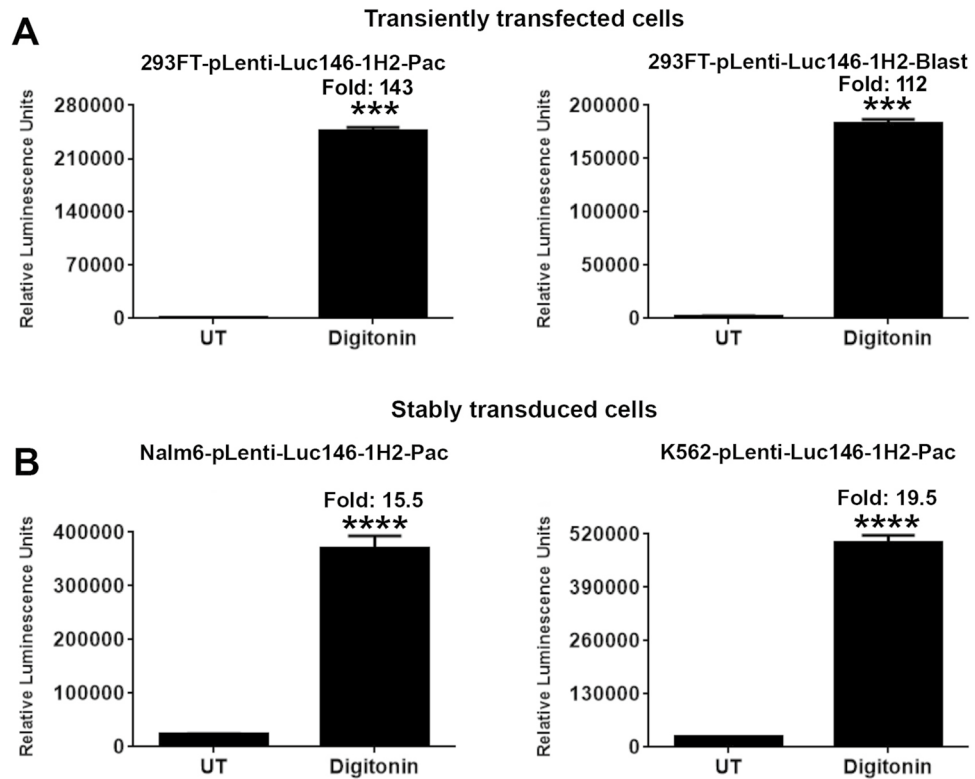 A
Transiently transfected cells
293FT-pLenti-Luc146-1H2-Pac
Fold: 143
***
Relative Luminescence Units
280000
210000
140000
70000
0
UT
Digitonin
293FT-pLenti-Luc146-1H2-Blast
Fold: 112
***
Relative Luminescence Units
200000
150000
100000
50000
0
UT
Digitonin
Stably transduced cells
B
Nalm6-pLenti-Luc146-1H2-Pac
Fold: 15.5
****
Relative Luminescence Units
400000
300000
200000
100000
0
UT
Digitonin
K562-pLenti-Luc146-1H2-Pac
Fold: 19.5
****
Relative Luminescence Units
520000
390000
260000
130000
0
UT
Digitonin